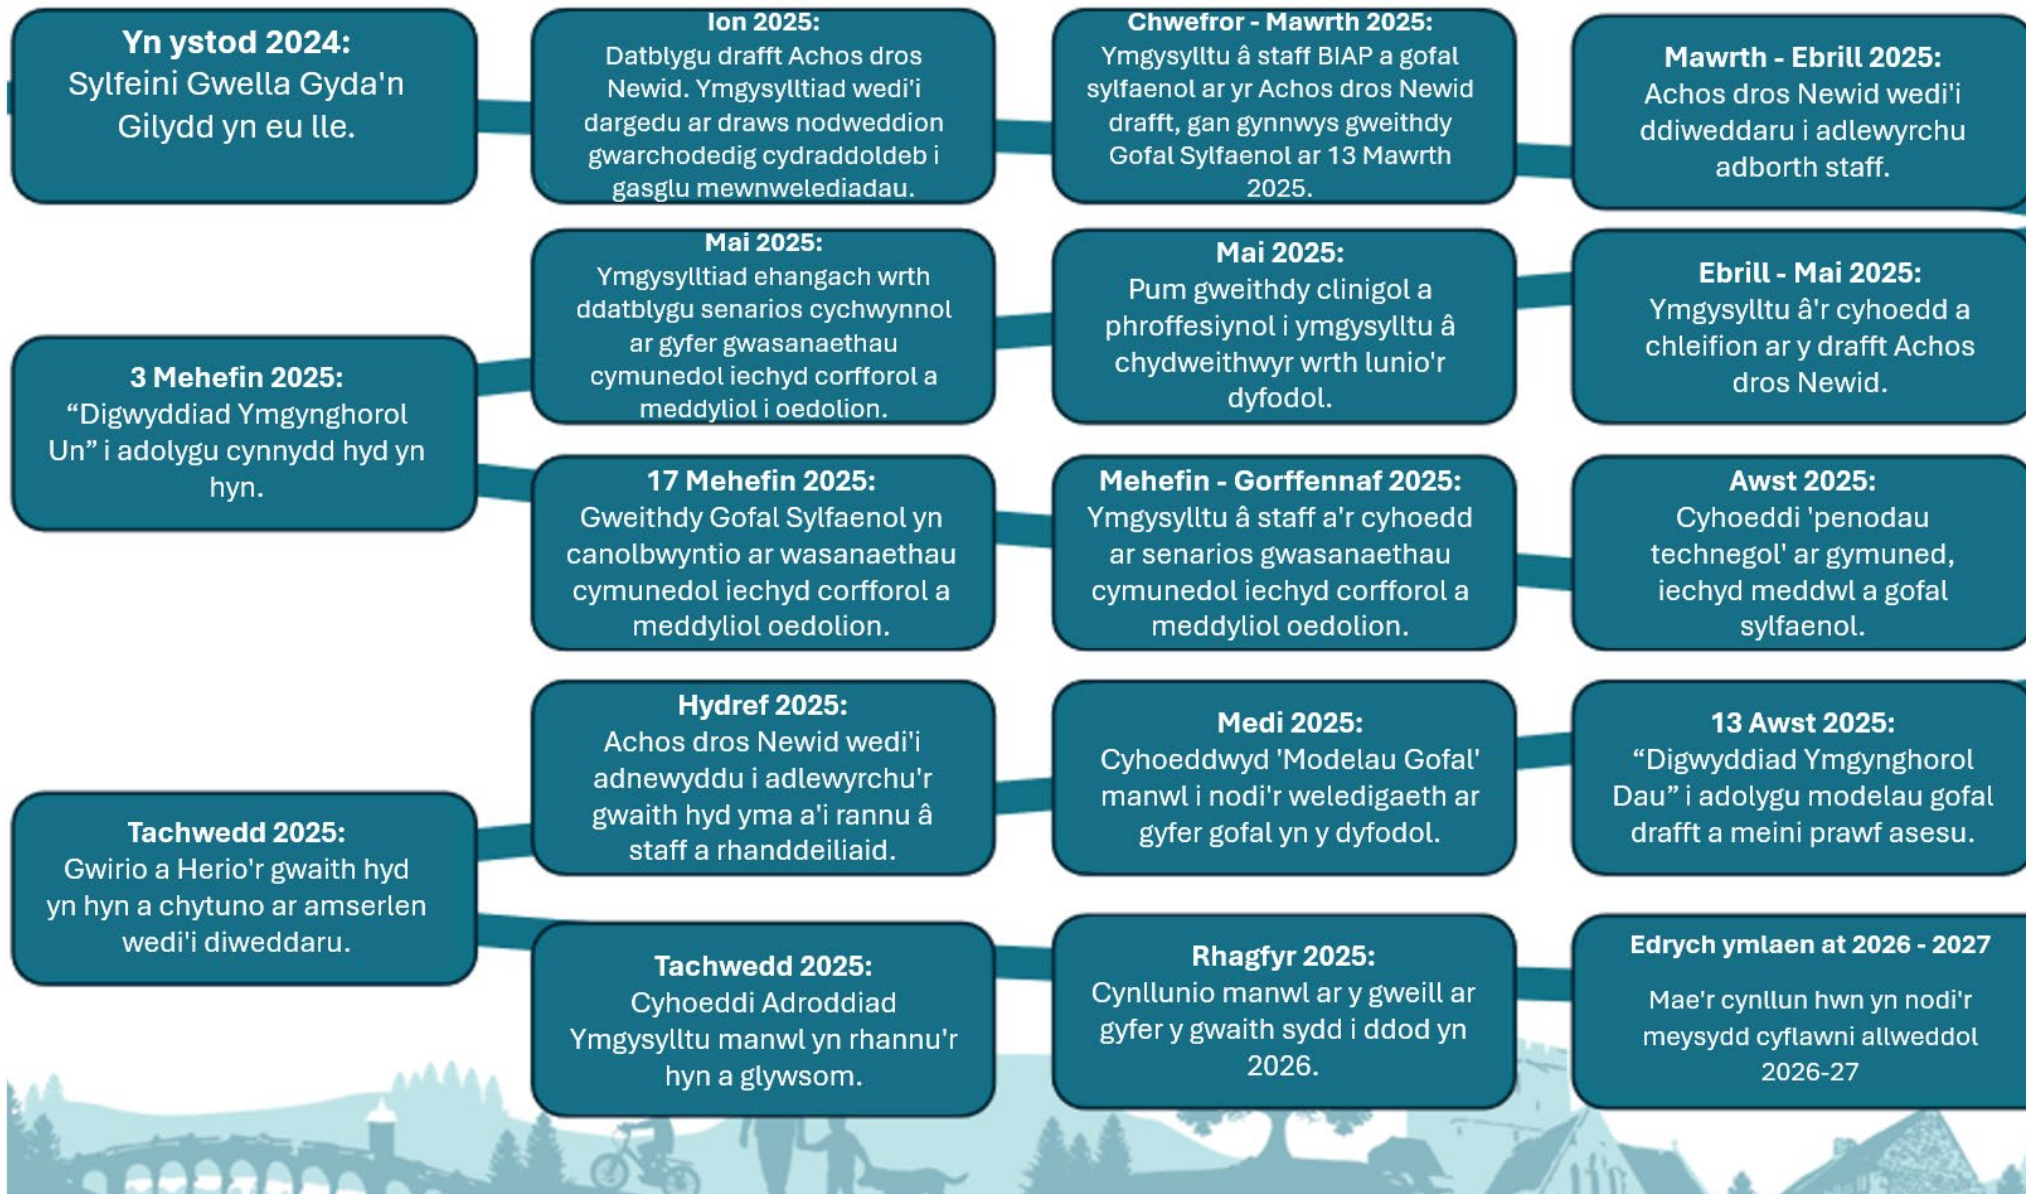 Yn ystod 2024:
Sylfeini Gwella Gyda'n
Gilydd yn eu lle.
Ion 2025:
Datblygu drafft Achos dros
Newid. Ymgysylltiad wedi'i
dargedu ar draws nodweddion
gwarchodedig cydraddoldeb i
gasglu mewnwelediadau.
Chwefror - Mawrth 2025:
Ymgysylltu â staff BIAP a gofal
sylfaenol ar yr Achos dros Newid
drafft, gan gynnwys gweithdy
Gofal Sylfaenol ar 13 Mawrth
2025.
Mawrth - Ebrill 2025:
Achos dros Newid wedi'i
ddiweddaru i adlewyrchu
adborth staff.
Ebrill - Mai 2025:
Ymgysylltu â'r cyhoedd a
chleifion ar y drafft Achos
dros Newid.
Mai 2025:
Pum gweithdy clinigol a
phroffesiynol i ymgysylltu â
chydweithwyr wrth lunio'r
dyfodol.
Mai 2025:
Ymgysylltiad ehangach wrth
ddatblygu senarios cychwynnol
ar gyfer gwasanaethau
cymunedol iechyd corfforol a
meddyliol i oedolion.
3 Mehefin 2025:
“Digwyddiad Ymgynghorol
Un” i adolygu cynnydd hyd yn
hyn.
17 Mehefin 2025:
Gweithdy Gofal Sylfaenol yn
canolbwyntio ar wasanaethau
cymunedol iechyd corfforol a
meddyliol oedolion.
Mehefin - Gorffennaf 2025:
Ymgysylltu â staff a'r cyhoedd
ar senarios gwasanaethau
cymunedol iechyd corfforol a
meddyliol oedolion.
Awst 2025:
Cyhoeddi 'penodau
technegol' ar gymuned,
iechyd meddwl a gofal
sylfaenol.
13 Awst 2025:
“Digwyddiad Ymgynghorol
Dau” i adolygu modelau gofal
drafft a meini prawf asesu.
Medi 2025:
Cyhoeddwyd 'Modelau Gofal'
manwl i nodi'r weledigaeth ar
gyfer gofal yn y dyfodol.
Hydref 2025:
Achos dros Newid wedi'i
adnewyddu i adlewyrchu'r
gwaith hyd yma a'i rannu â
staff a rhanddeiliaid.
Tachwedd 2025:
Gwirio a Herio'r gwaith hyd
yn hyn a chytuno ar amserlen
wedi'i diweddaru.
Tachwedd 2025:
Cyhoeddi Adroddiad
Ymgysylltu manwl yn rhannu'r
hyn a glywsom.
Rhagfyr 2025:
Cynllunio manwl ar y gweill ar
gyfer y gwaith sydd i ddod yn
2026.
Edrych ymlaen at 2026 - 2027
Mae'r cynllun hwn yn nodi'r
meysydd cyflawni allweddol
2026-27